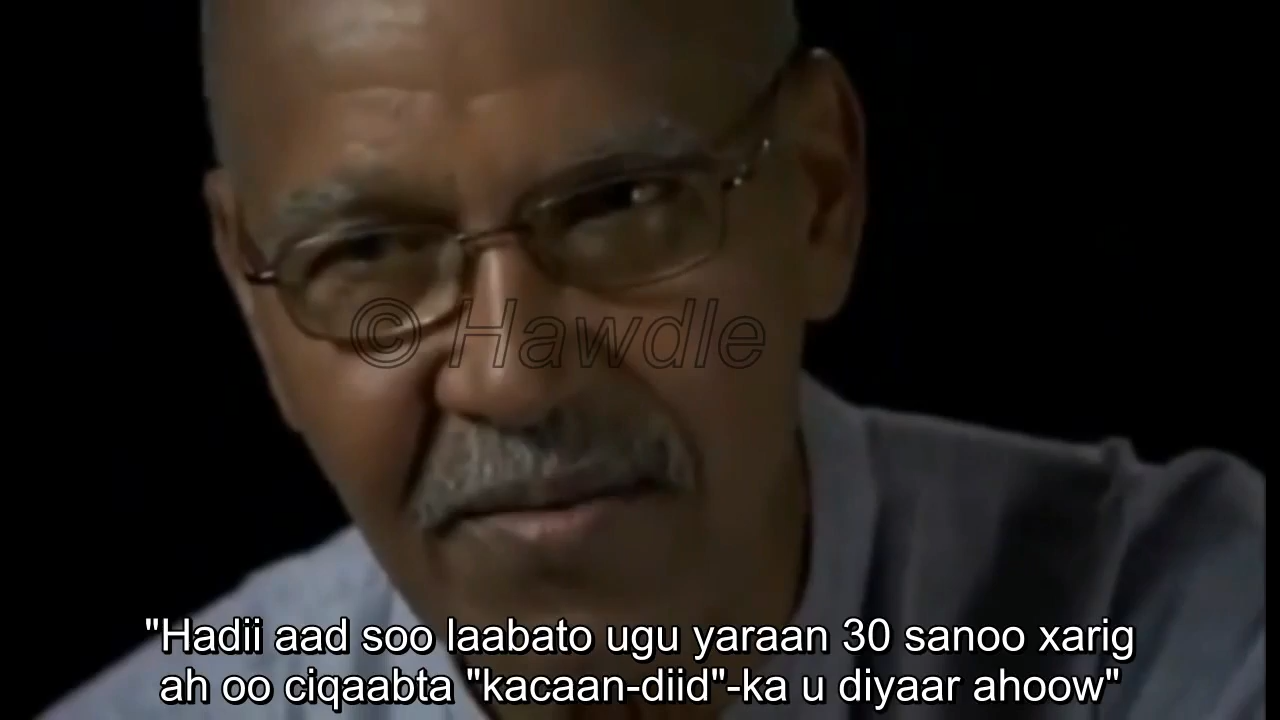 © Hawdle
"Hadii aad soo laabato ugu yaraan 30 sanoo xarig
ah oo ciqaabta "kacaan-diid"-ka u diyaar ahoow"